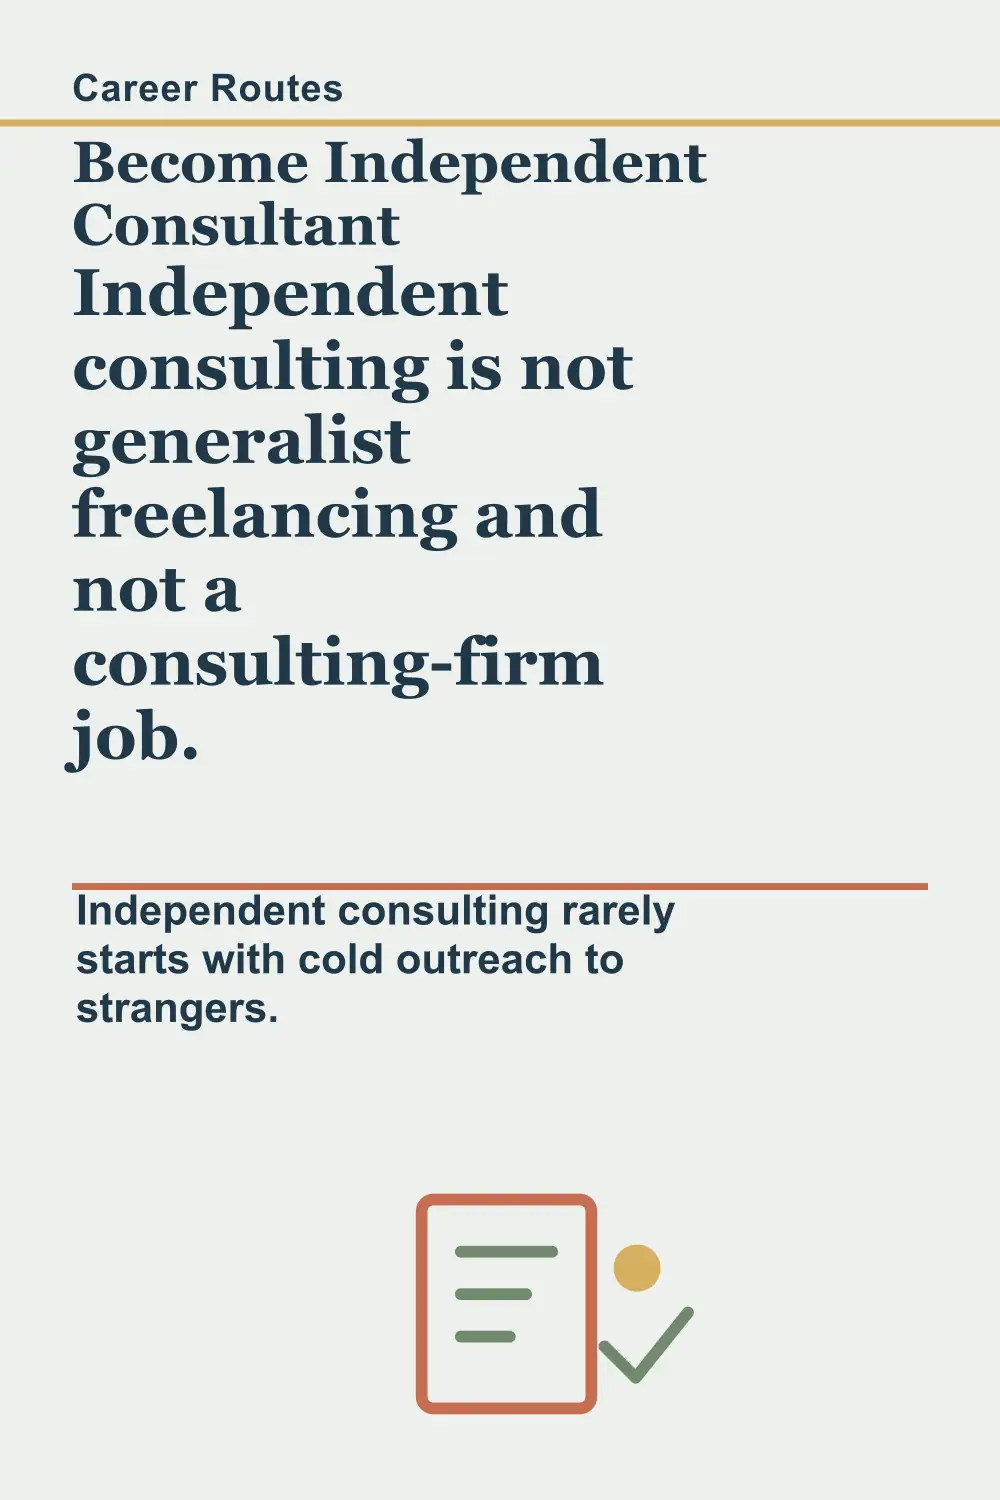 Career Routes
Become Independent
Consultant
Independent
consulting is not
generalist
freelancing and
not a
consulting-firm
job.
Independent consulting rarely
starts with cold outreach to
strangers.